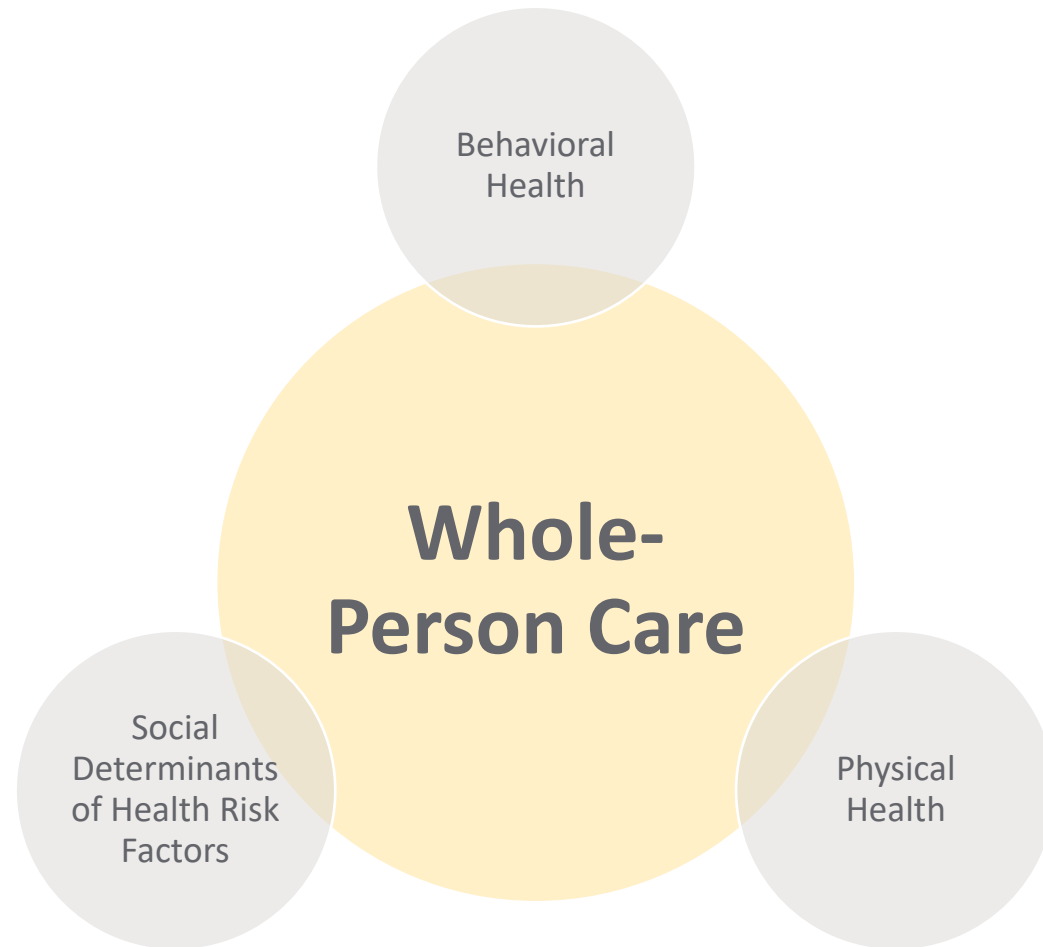 Behavioral
Health
Whole-
Person Care
Social
Determinants
of Health Risk
Factors
Physical
Health